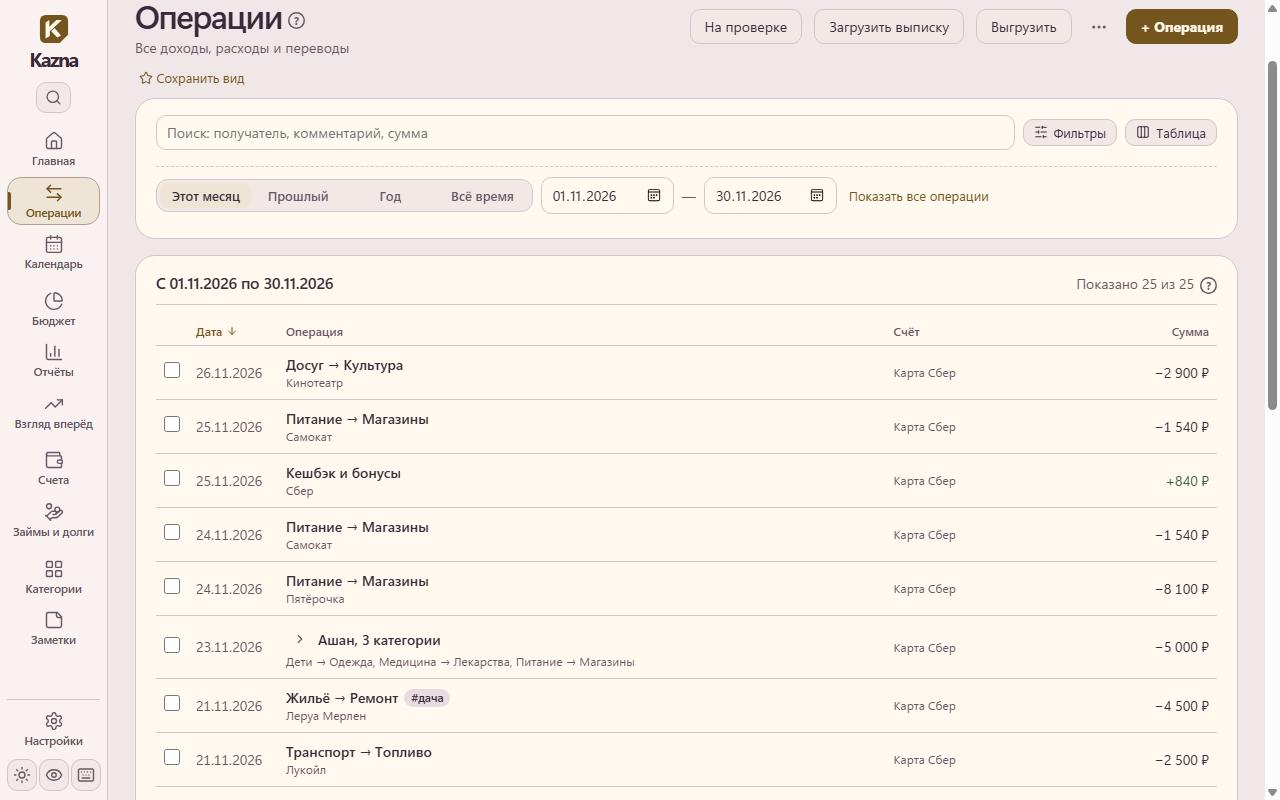 Kazna
Главная
Операции
Календарь
Бюджет
Отчёты
Взгляд вперёд
Счета
Займы и долги
Категории
Заметки
Настройки
Операции ?
Все доходы, расходы и переводы
На проверке
Загрузить выписку
Выгрузить
+ Операция
Сохранить вид
Поиск: получатель, комментарий, сумма
Фильтры
Таблица
Этот месяц Прошлый Год Всё время 01.11.2026 — 30.11.2026 Показать все операции
С 01.11.2026 по 30.11.2026
Показано 25 из 25 ?
Дата ↓ Операция Счёт Сумма
26.11.2026 Досуг → Культура Карта Сбер −2 900 ₽
Кинотеатр
25.11.2026 Питание → Магазины Карта Сбер −1 540 ₽
Самокат
25.11.2026 Кешбэк и бонусы Карта Сбер +840 ₽
Сбер
24.11.2026 Питание → Магазины Карта Сбер −1 540 ₽
Самокат
24.11.2026 Питание → Магазины Карта Сбер −8 100 ₽
Пятёрочка
23.11.2026 Ашан, 3 категории Карта Сбер −5 000 ₽
Дети → Одежда, Медицина → Лекарства, Питание → Магазины
21.11.2026 Жильё → Ремонт #дача Карта Сбер −4 500 ₽
Леруа Мерлен
21.11.2026 Транспорт → Топливо Карта Сбер −2 500 ₽
Лукойл